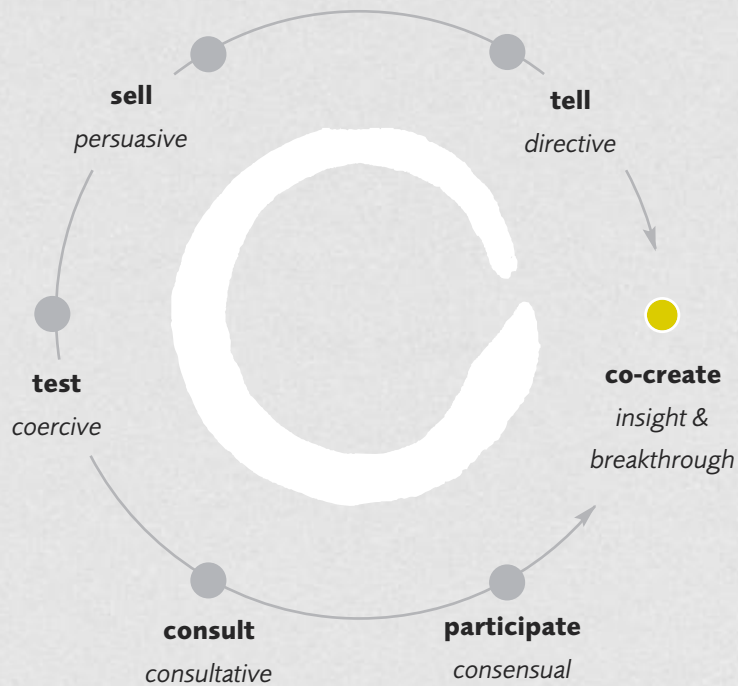 sell
persuasive
tell
directive
test
coercive
co-create
insight &
breakthrough
consult
consultative
participate
consensual